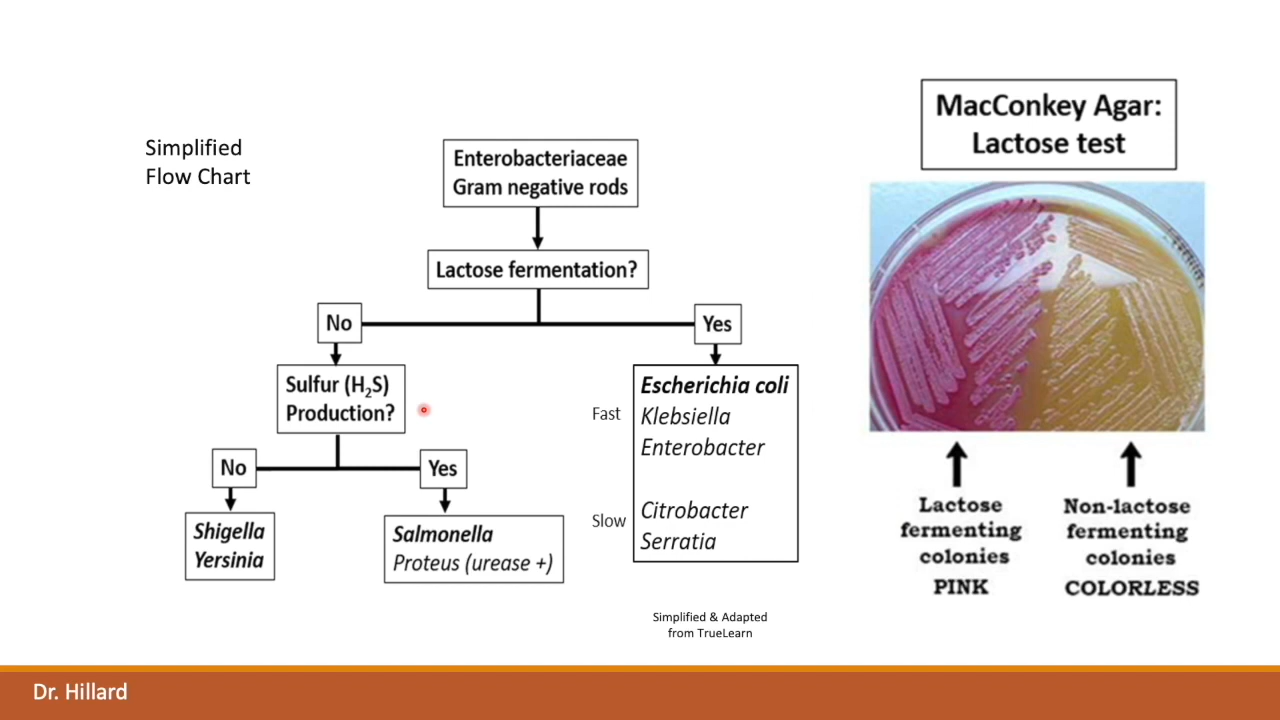 Simplified
Flow Chart
Enterobacteriaceae
Gram negative rods
Lactose fermentation?
No
Yes
Sulfur (H₂S)
Production?
No
Yes
Shigella
Yersinia
Salmonella
Proteus (urease +)
Fast
Slow
Escherichia coli
Klebsiella
Enterobacter
Citrobacter
Serratia
Simplified & Adapted
from TrueLearn
MacConkey Agar:
Lactose test
Lactose
fermenting
colonies
PINK
Non-lactose
fermenting
colonies
COLORLESS
Dr. Hillard